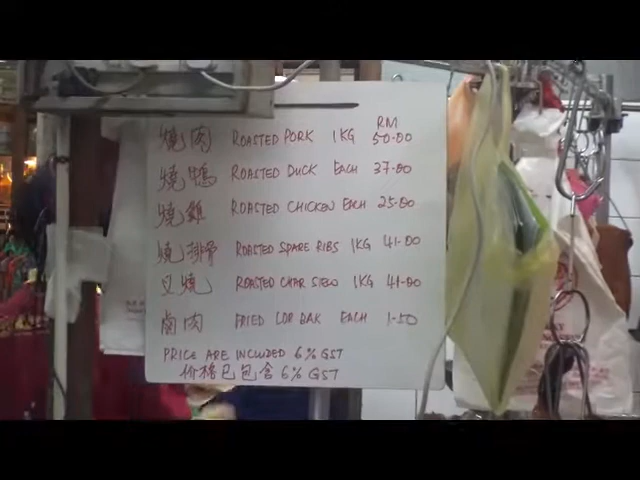 RM
燒肉 ROASTED PORK 1KG 50-00
燒鴨 ROASTED DUCK EACH 37-00
燒雞 ROASTED CHICKEN EACH 25-00
燒排骨 ROASTED SPARE RIBS 1KG 41-00
叉燒 ROASTED CHAR SIEW 1KG 41-00
鹵肉 FRIED LOR BAK EACH 1-50
PRICE ARE INCLUDED 6% GST
价格已包含 6% GST